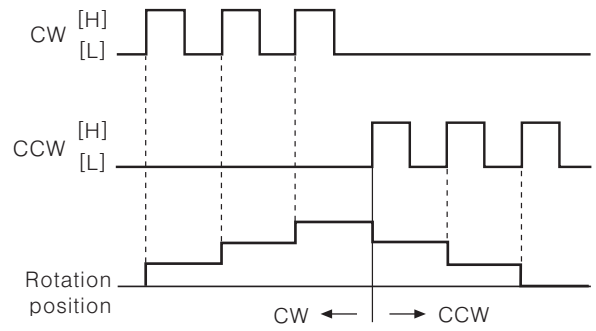 CW [H]
[L]
CCW [H]
[L]
Rotation
position
CW CCW